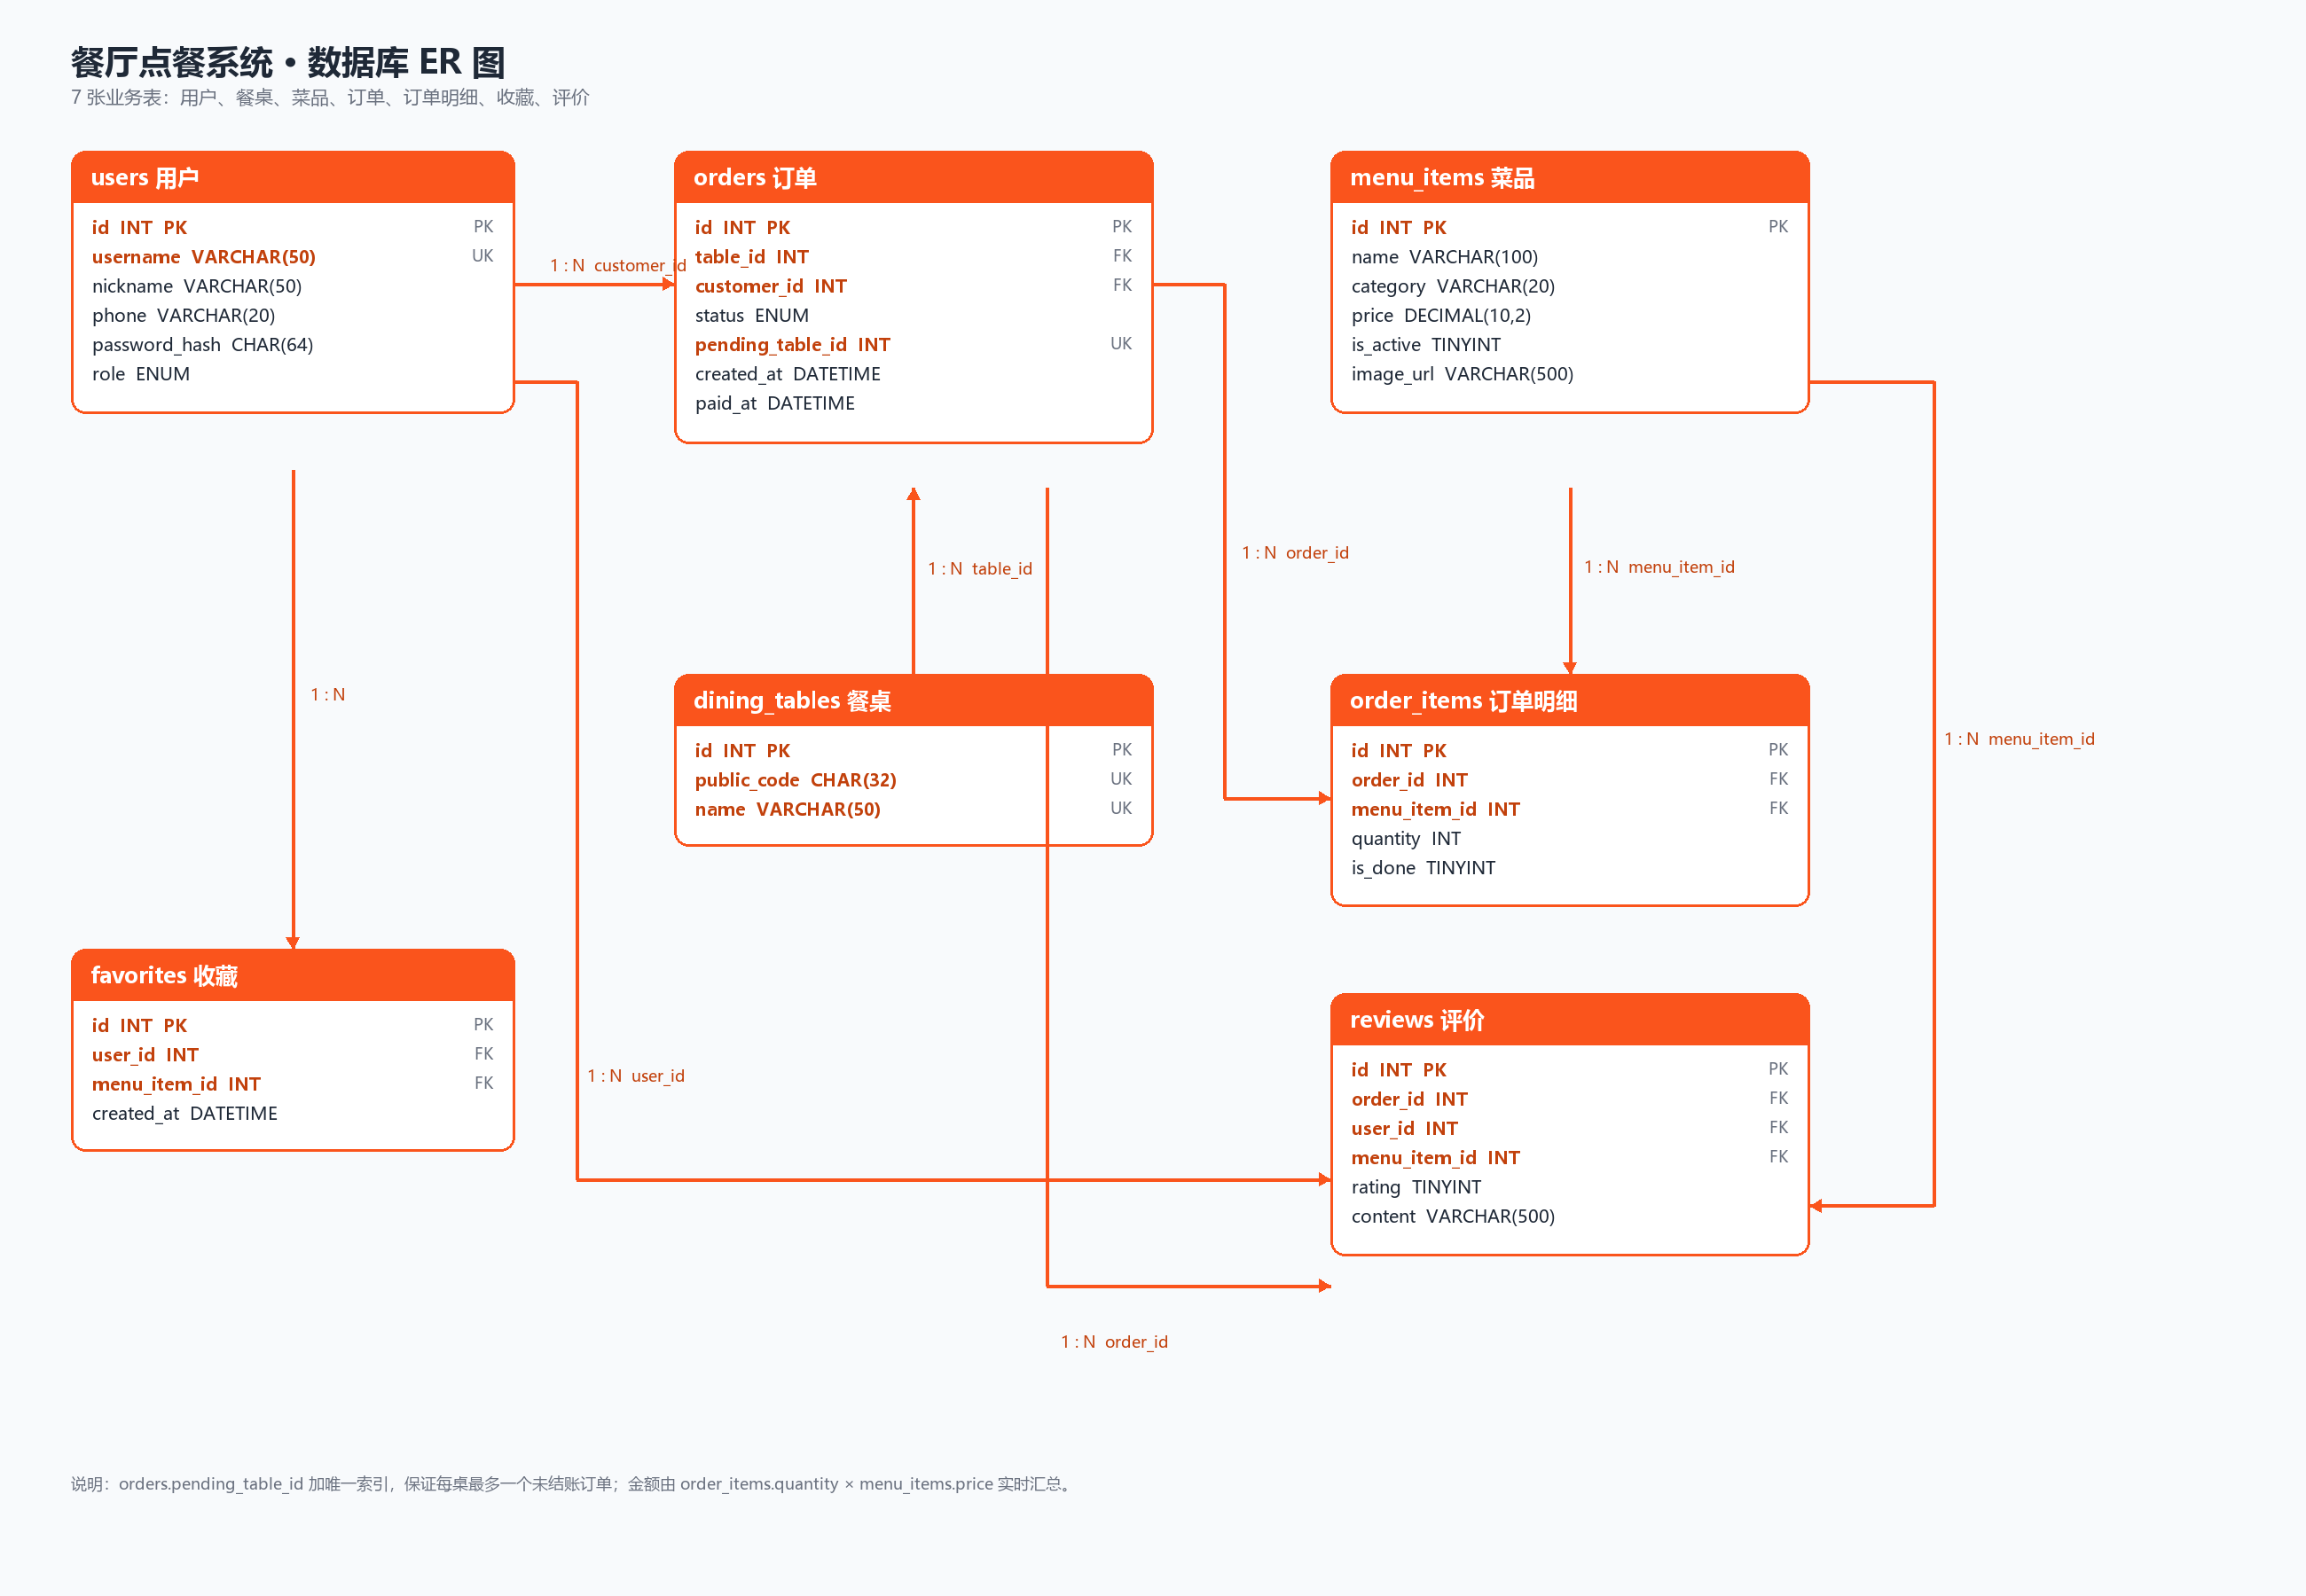 餐厅点餐系统 • 数据库 ER 图
7 张业务表：用户、餐桌、菜品、订单、订单明细、收藏、评价
users 用户
id INT PK PK
username VARCHAR(50) UK
nickname VARCHAR(50)
phone VARCHAR(20)
password_hash CHAR(64)
role ENUM
1 : N customer_id
orders 订单
id INT PK PK
table_id INT FK
customer_id INT FK
status ENUM
pending_table_id INT UK
created_at DATETIME
paid_at DATETIME
menu_items 菜品
id INT PK PK
name VARCHAR(100)
category VARCHAR(20)
price DECIMAL(10,2)
is_active TINYINT
image_url VARCHAR(500)
1 : N table_id
1 : N order_id
1 : N menu_item_id
1 : N
dining_tables 餐桌
id INT PK PK
public_code CHAR(32) UK
name VARCHAR(50) UK
order_items 订单明细
id INT PK PK
order_id INT FK
menu_item_id INT FK
quantity INT
is_done TINYINT
1 : N menu_item_id
favorites 收藏
id INT PK PK
user_id INT FK
menu_item_id INT FK
created_at DATETIME
1 : N user_id
reviews 评价
id INT PK PK
order_id INT FK
user_id INT FK
menu_item_id INT FK
rating TINYINT
content VARCHAR(500)
1 : N order_id
说明：orders.pending_table_id 加唯一索引，保证每桌最多一个未结账订单；金额由 order_items.quantity × menu_items.price 实时汇总。